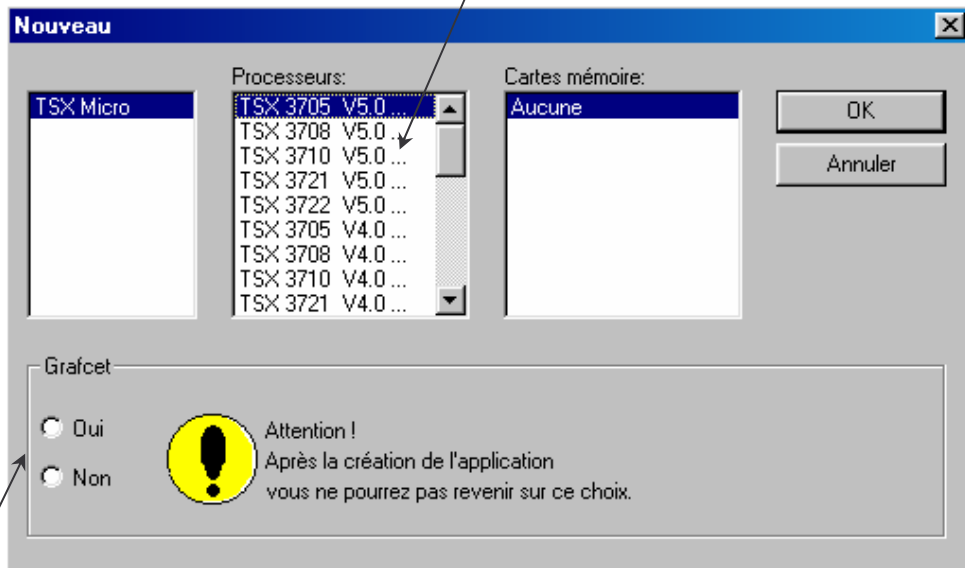 Nouveau
Processeurs:
Cartes mémoire:
TSX Micro
TSX 3705 V5.0 ...
TSX 3708 V5.0 ...
TSX 3710 V5.0 ...
TSX 3721 V5.0 ...
TSX 3722 V5.0 ...
TSX 3705 V4.0 ...
TSX 3708 V4.0 ...
TSX 3710 V4.0 ...
TSX 3721 V4.0 ...
Aucune
OK
Annuler
Grafcet
Oui
Non
Attention !
Après la création de l'application
vous ne pourrez pas revenir sur ce choix.